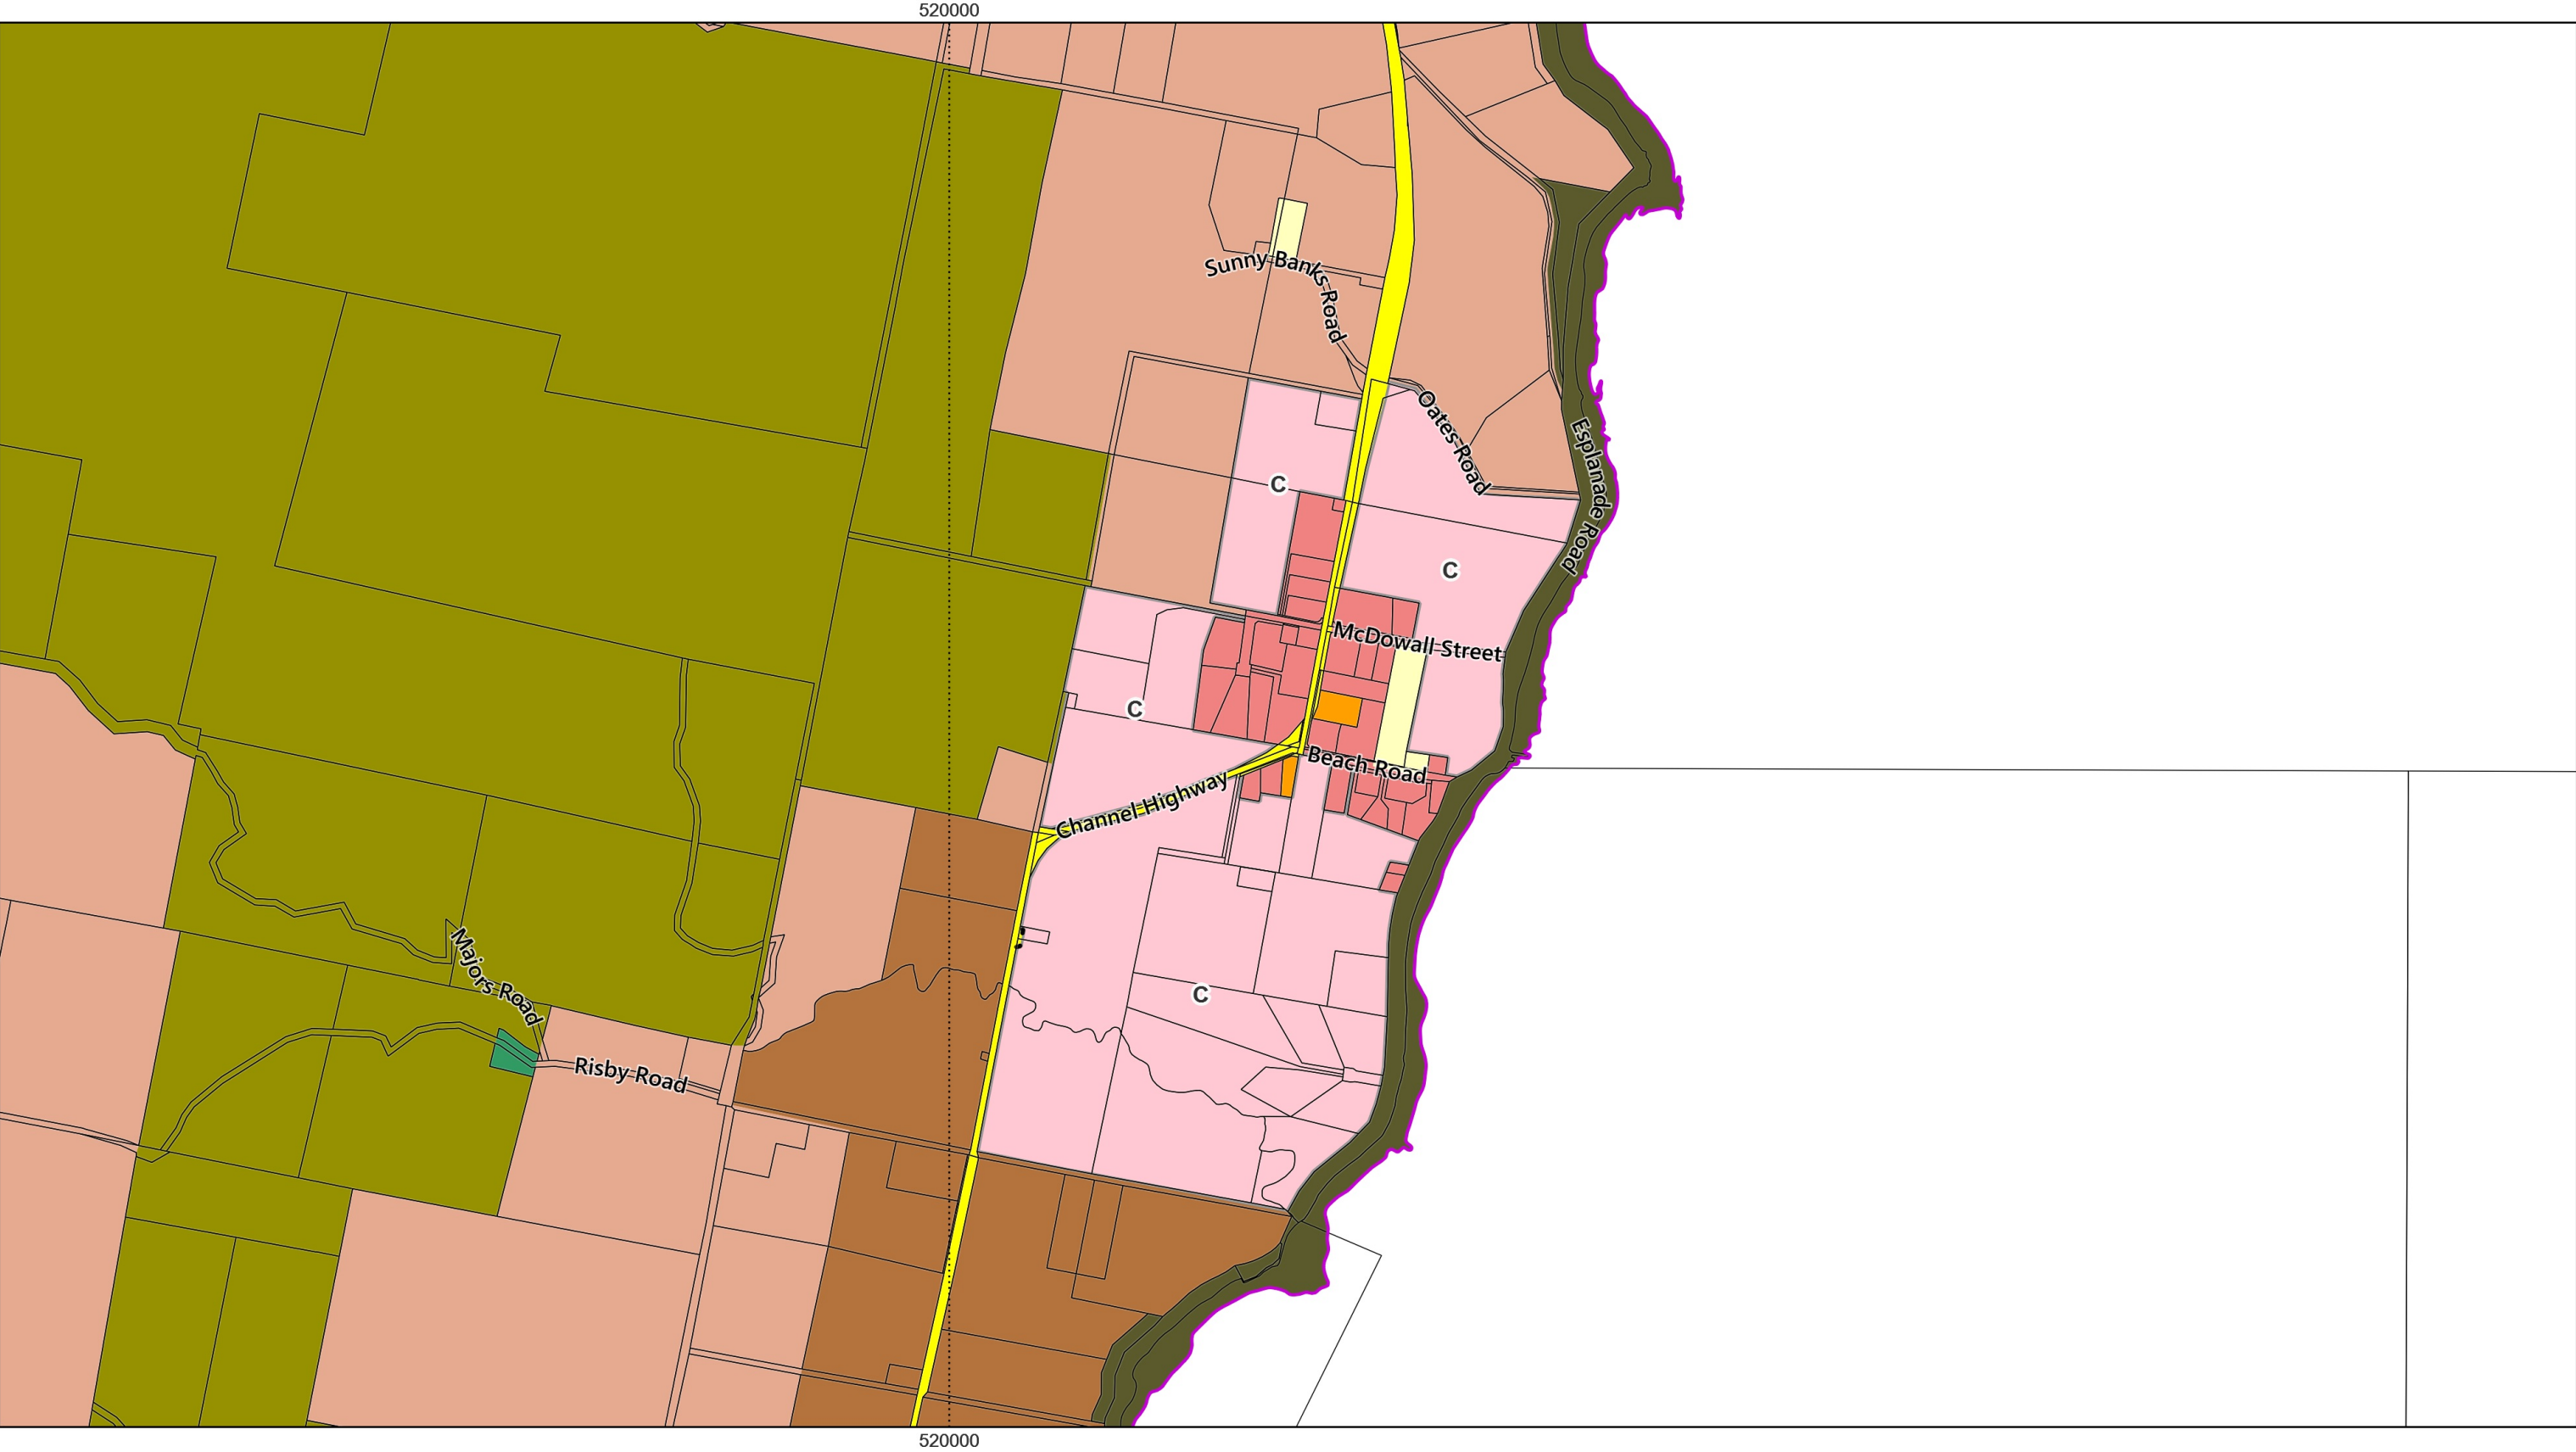 520000
Sunny Banks Road
Oates Road
Esplanade Road
C
C
McDowall Street
C
Beach Road
Channel Highway
Majors Road
C
Risby Road
520000